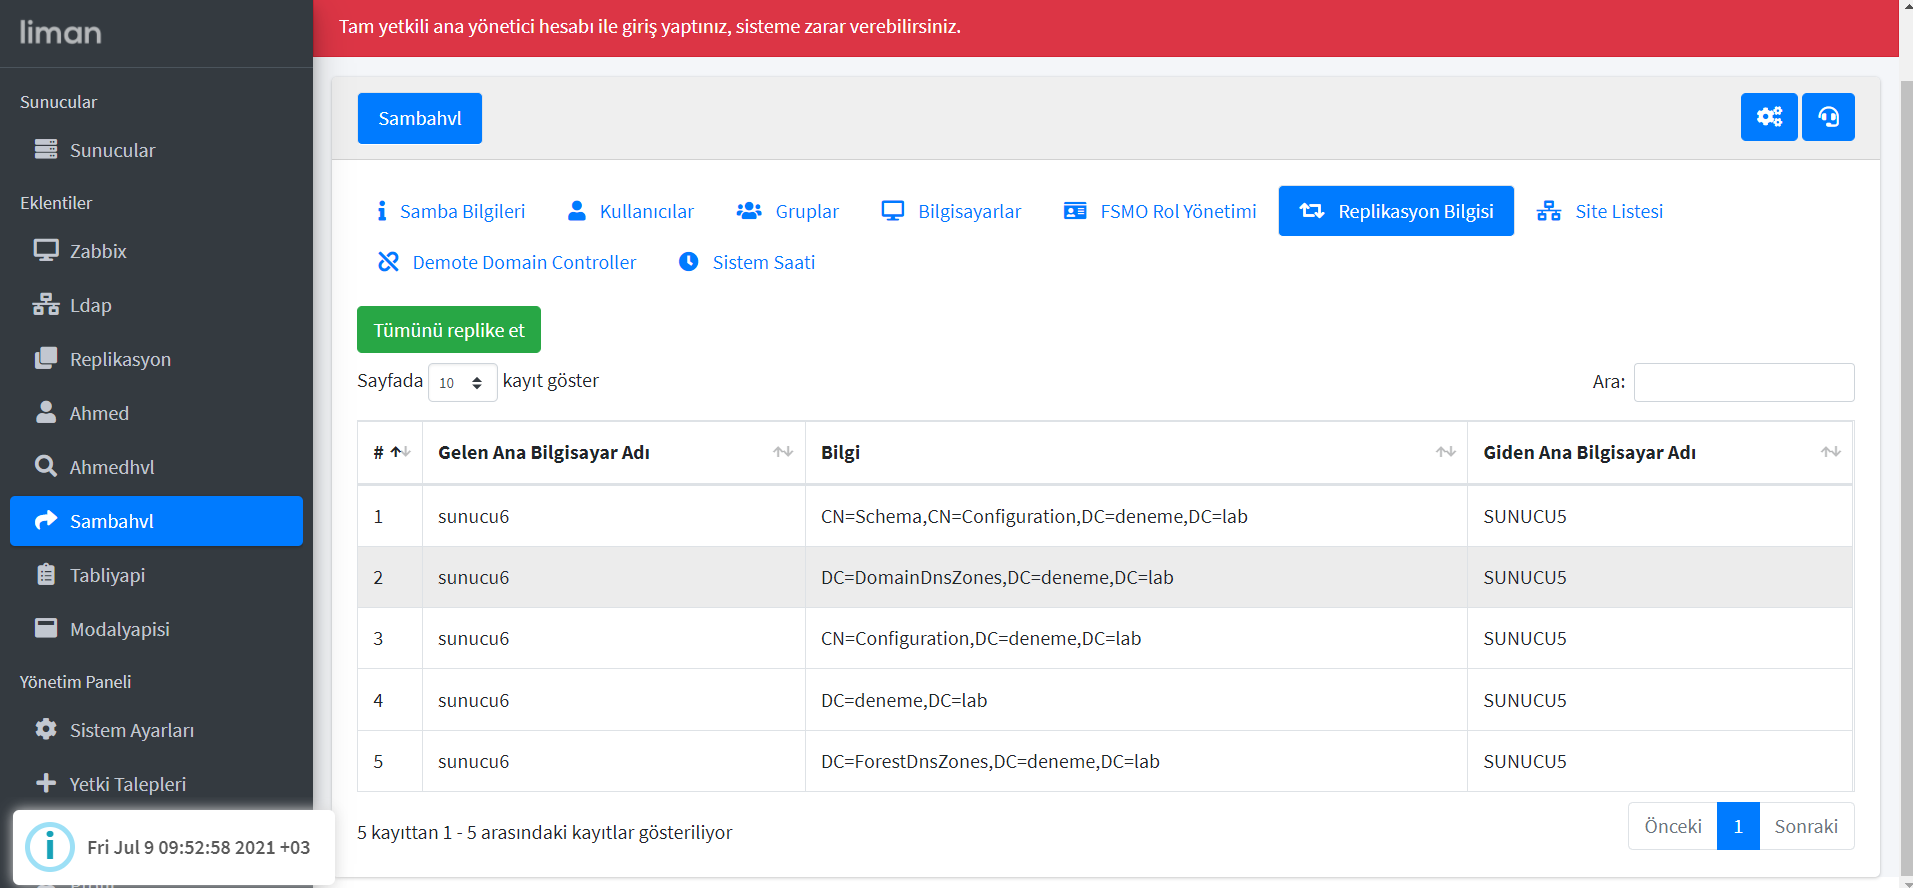 liman
Tam yetkili ana yönetici hesabı ile giriş yaptınız, sisteme zarar verebilirsiniz.
Sunucular
Sunucular
Eklentiler
Zabbix
Ldap
Replikasyon
Ahmed
Ahmedhvl
Sambahvl
Tabliyapi
Modalyapisi
Yönetim Paneli
Sistem Ayarları
Yetki Talepleri
Fri Jul 9 09:52:58 2021 +03
Sambahvl
Samba Bilgileri Kullanıcılar Gruplar Bilgisayarlar FSMO Rol Yönetimi Replikasyon Bilgisi Site Listesi
Demote Domain Controller Sistem Saati
Tümünü replike et
Sayfada 10 kayıt göster Ara:
# Gelen Ana Bilgisayar Adı Bilgi Giden Ana Bilgisayar Adı
1 sunucu6 CN=Schema,CN=Configuration,DC=deneme,DC=lab SUNUCU5
2 sunucu6 DC=DomainDnsZones,DC=deneme,DC=lab SUNUCU5
3 sunucu6 CN=Configuration,DC=deneme,DC=lab SUNUCU5
4 sunucu6 DC=deneme,DC=lab SUNUCU5
5 sunucu6 DC=ForestDnsZones,DC=deneme,DC=lab SUNUCU5
5 kayıttan 1 - 5 arasındaki kayıtlar gösteriliyor Önceki 1 Sonraki